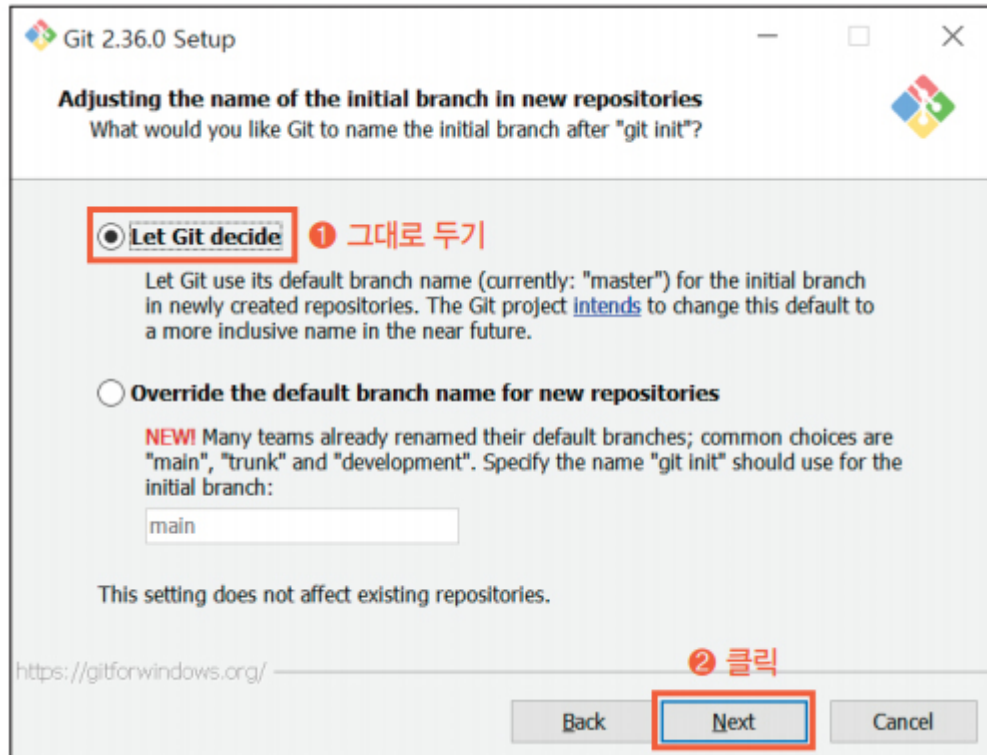 Git 2.36.0 Setup
Adjusting the name of the initial branch in new repositories
What would you like Git to name the initial branch after "git init"?
Let Git decide ❶ 그대로 두기
Let Git use its default branch name (currently: "master") for the initial branch
in newly created repositories. The Git project intends to change this default to
a more inclusive name in the near future.
Override the default branch name for new repositories
NEW! Many teams already renamed their default branches; common choices are
"main", "trunk" and "development". Specify the name "git init" should use for the
initial branch:
main
This setting does not affect existing repositories.
https://gitforwindows.org/
❷ 클릭
Back Next Cancel